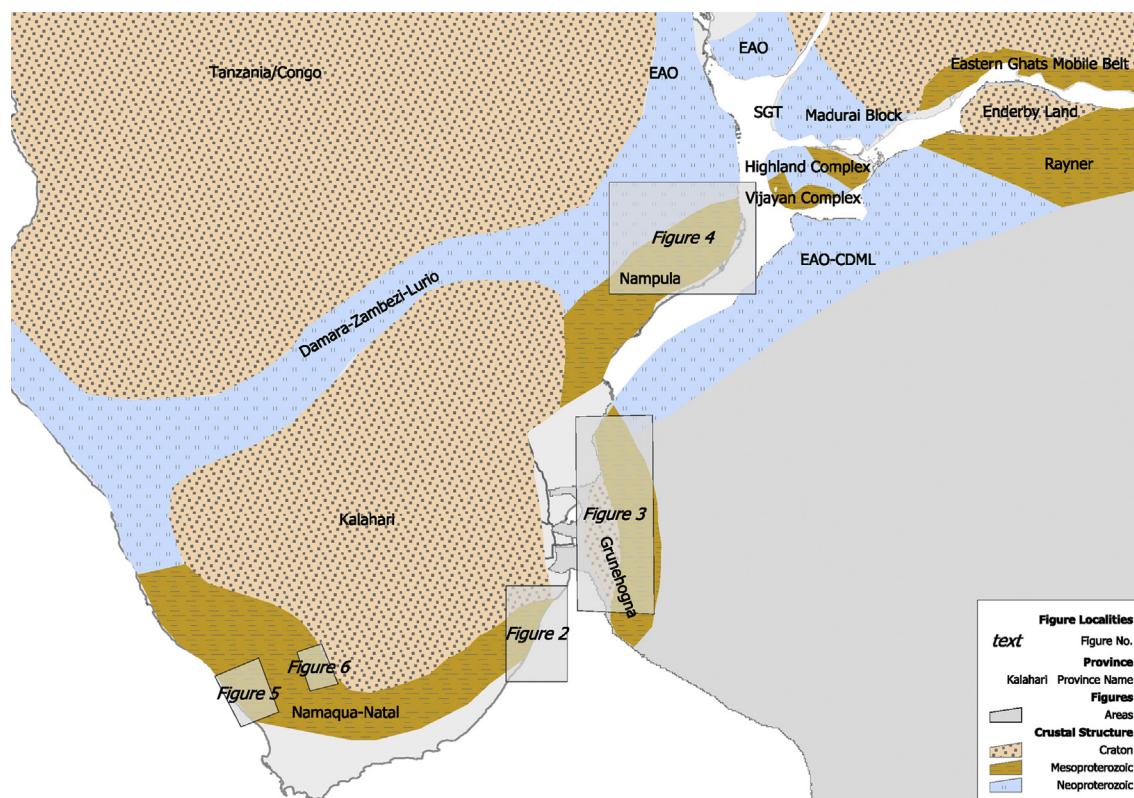 EAO
Tanzania/Congo
EAO
Eastern Ghats Mobile Belt
SGT
Madurai Block
Enderby Land
Highland Complex
Rayner
Vijayan Complex
Figure 4
EAO-CDML
Nampula
Damara-Zambezi-Lurio
Kalahari
Figure 3
Grunehogna
Figure 2
Figure 6
Figure 5
Namaqua-Natal
Figure Localities
text Figure No.
Province
Kalahari Province Name
Figures
Areas
Crustal Structure
Craton
Mesoproterozoic
Neoproterozoic